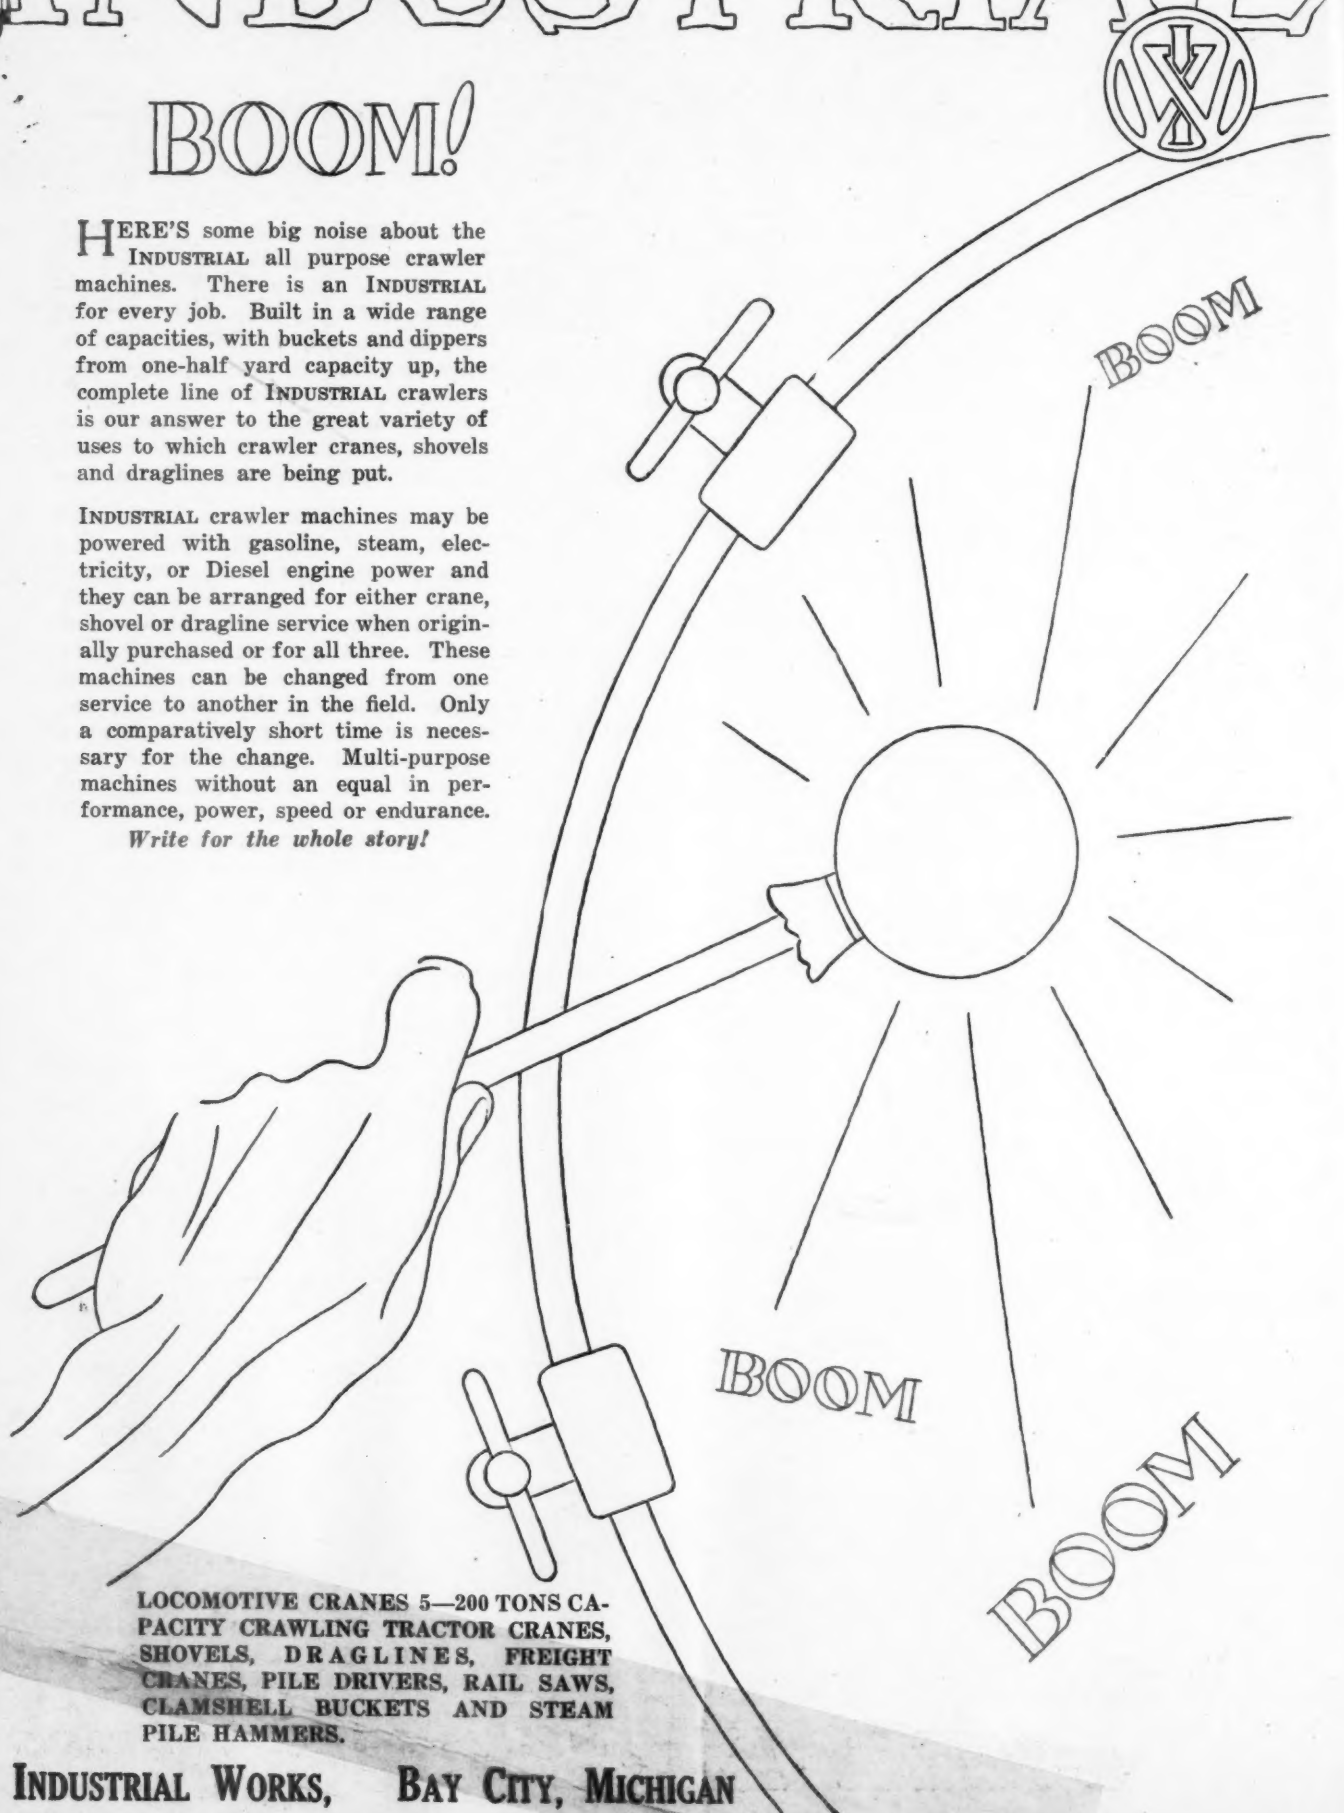 INDUSTRIAL
IW
BOOM!
HERE'S some big noise about the
INDUSTRIAL all purpose crawler
machines. There is an INDUSTRIAL
for every job. Built in a wide range
of capacities, with buckets and dippers
from one-half yard capacity up, the
complete line of INDUSTRIAL crawlers
is our answer to the great variety of
uses to which crawler cranes, shovels
and draglines are being put.
INDUSTRIAL crawler machines may be
powered with gasoline, steam, elec-
tricity, or Diesel engine power and
they can be arranged for either crane,
shovel or dragline service when origin-
ally purchased or for all three. These
machines can be changed from one
service to another in the field. Only
a comparatively short time is neces-
sary for the change. Multi-purpose
machines without an equal in per-
formance, power, speed or endurance.
Write for the whole story!
BOOM
BOOM
BOOM
LOCOMOTIVE CRANES 5—200 TONS CA-
PACITY CRAWLING TRACTOR CRANES,
SHOVELS, DRAGLINES, FREIGHT
CRANES, PILE DRIVERS, RAIL SAWS,
CLAMSHELL BUCKETS AND STEAM
PILE HAMMERS.
INDUSTRIAL WORKS, BAY CITY, MICHIGAN